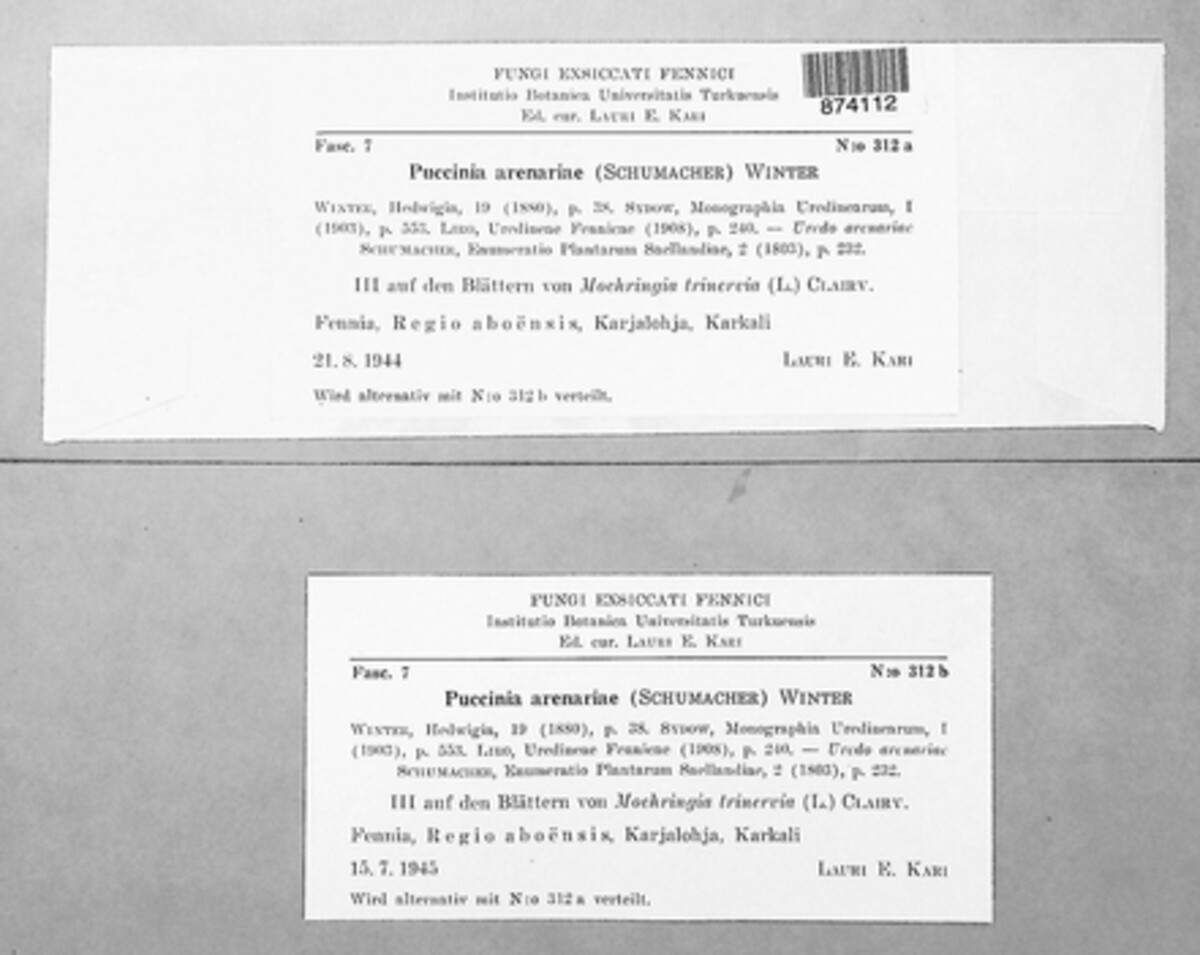 FUNGI EXSICCATI FENNICI
Institutio Botanica Universitatis Turkuensis
Ed. cur. LAURI E. KARI
874112
Fasc. 7 N:o 312 a
Puccinia arenariae (SCHUMACHER) WINTER
WINTER, Hedwigia, 19 (1880), p. 38. SYDOW, Monographia Uredinearum, I
(1903), p. 553. LIRO, Uredineae Fennicae (1908), p. 240. — Uredo arenariae
SCHUMACHER, Enumeratio Plantarum Saellandiae, 2 (1803), p. 232.
III auf den Blättern von Moehringia trinervia (L.) CLAIRV.
Fennia, Regio aboënsis, Karjalohja, Karkali
21. 8. 1944 LAURI E. KARI
Wird alternativ mit N:o 312 b verteilt.
FUNGI EXSICCATI FENNICI
Institutio Botanica Universitatis Turkuensis
Ed. cur. LAURI E. KARI
Fasc. 7 N:o 312 b
Puccinia arenariae (SCHUMACHER) WINTER
WINTER, Hedwigia, 19 (1880), p. 38. SYDOW, Monographia Uredinearum, I
(1903), p. 553. LIRO, Uredineae Fennicae (1908), p. 240. — Uredo arenariae
SCHUMACHER, Enumeratio Plantarum Saellandiae, 2 (1803), p. 232.
III auf den Blättern von Moehringia trinervia (L.) CLAIRV.
Fennia, Regio aboënsis, Karjalohja, Karkali
15. 7. 1945 LAURI E. KARI
Wird alternativ mit N:o 312 a verteilt.